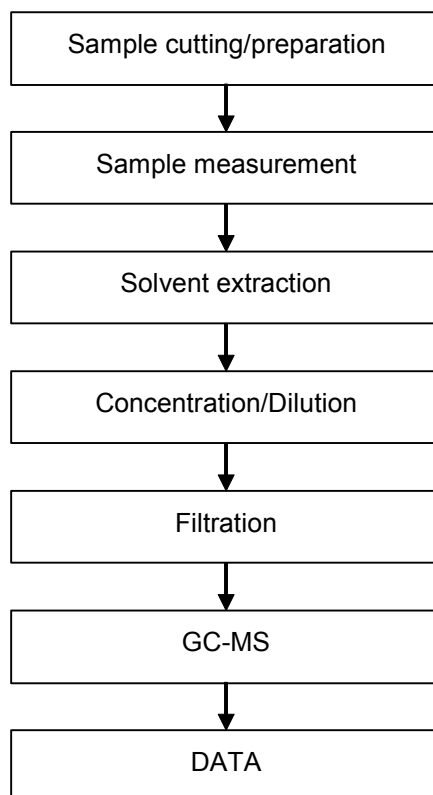 Sample cutting/preparation
Sample measurement
Solvent extraction
Concentration/Dilution
Filtration
GC-MS
DATA